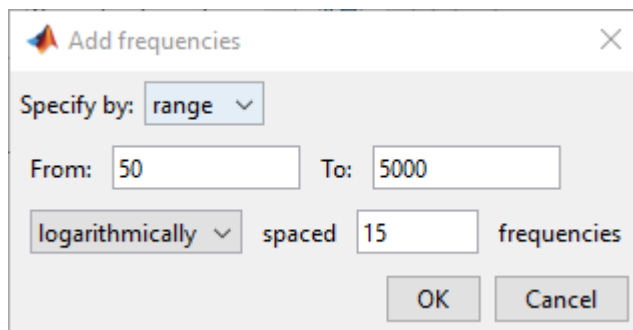 Add frequencies
Specify by: range
From: 50 To: 5000
logarithmically spaced 15 frequencies
OK Cancel